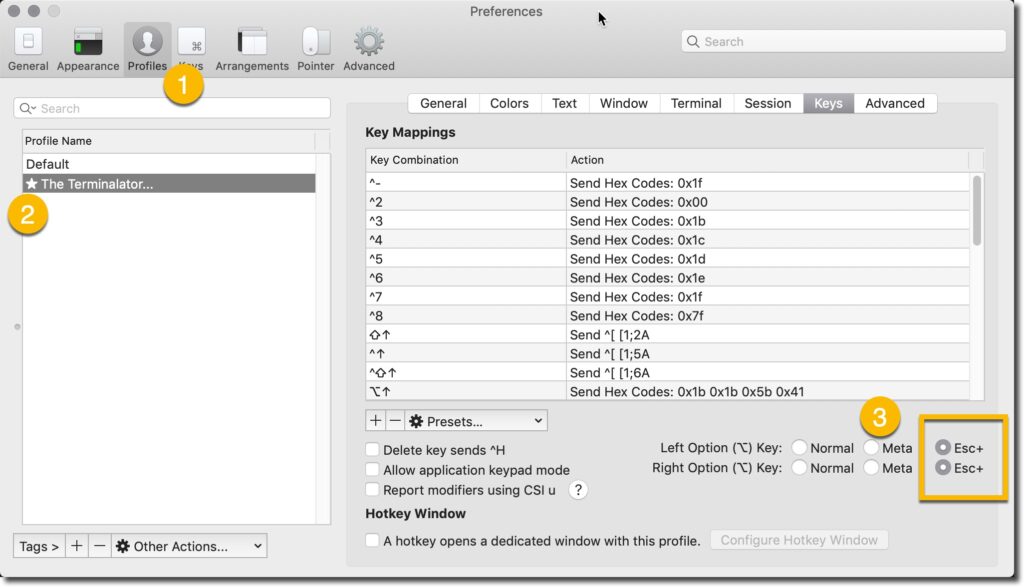 Preferences
General Appearance Profiles Keys Arrangements Pointer Advanced
Search
1
Search
Profile Name
Default
★ The Terminalator...
2
Tags > + − Other Actions...
General Colors Text Window Terminal Session Keys Advanced
Key Mappings
Key Combination Action
^- Send Hex Codes: 0x1f
^2 Send Hex Codes: 0x00
^3 Send Hex Codes: 0x1b
^4 Send Hex Codes: 0x1c
^5 Send Hex Codes: 0x1d
^6 Send Hex Codes: 0x1e
^7 Send Hex Codes: 0x1f
^8 Send Hex Codes: 0x7f
⇧↑ Send ^[ [1;2A
^↑ Send ^[ [1;5A
^⇧↑ Send ^[ [1;6A
⌥↑ Send Hex Codes: 0x1b 0x1b 0x5b 0x41
+ − Presets...
3
Delete key sends ^H
Allow application keypad mode
Report modifiers using CSI u ?
Left Option (⌥) Key: Normal Meta Esc+
Right Option (⌥) Key: Normal Meta Esc+
Hotkey Window
A hotkey opens a dedicated window with this profile. Configure Hotkey Window